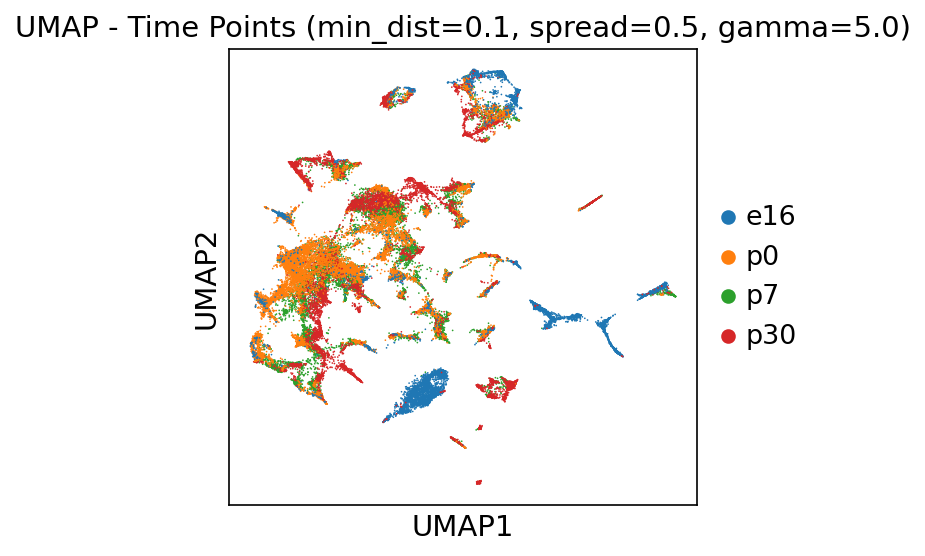 UMAP - Time Points (min_dist=0.1, spread=0.5, gamma=5.0)
UMAP2
e16
p0
p7
p30
UMAP1